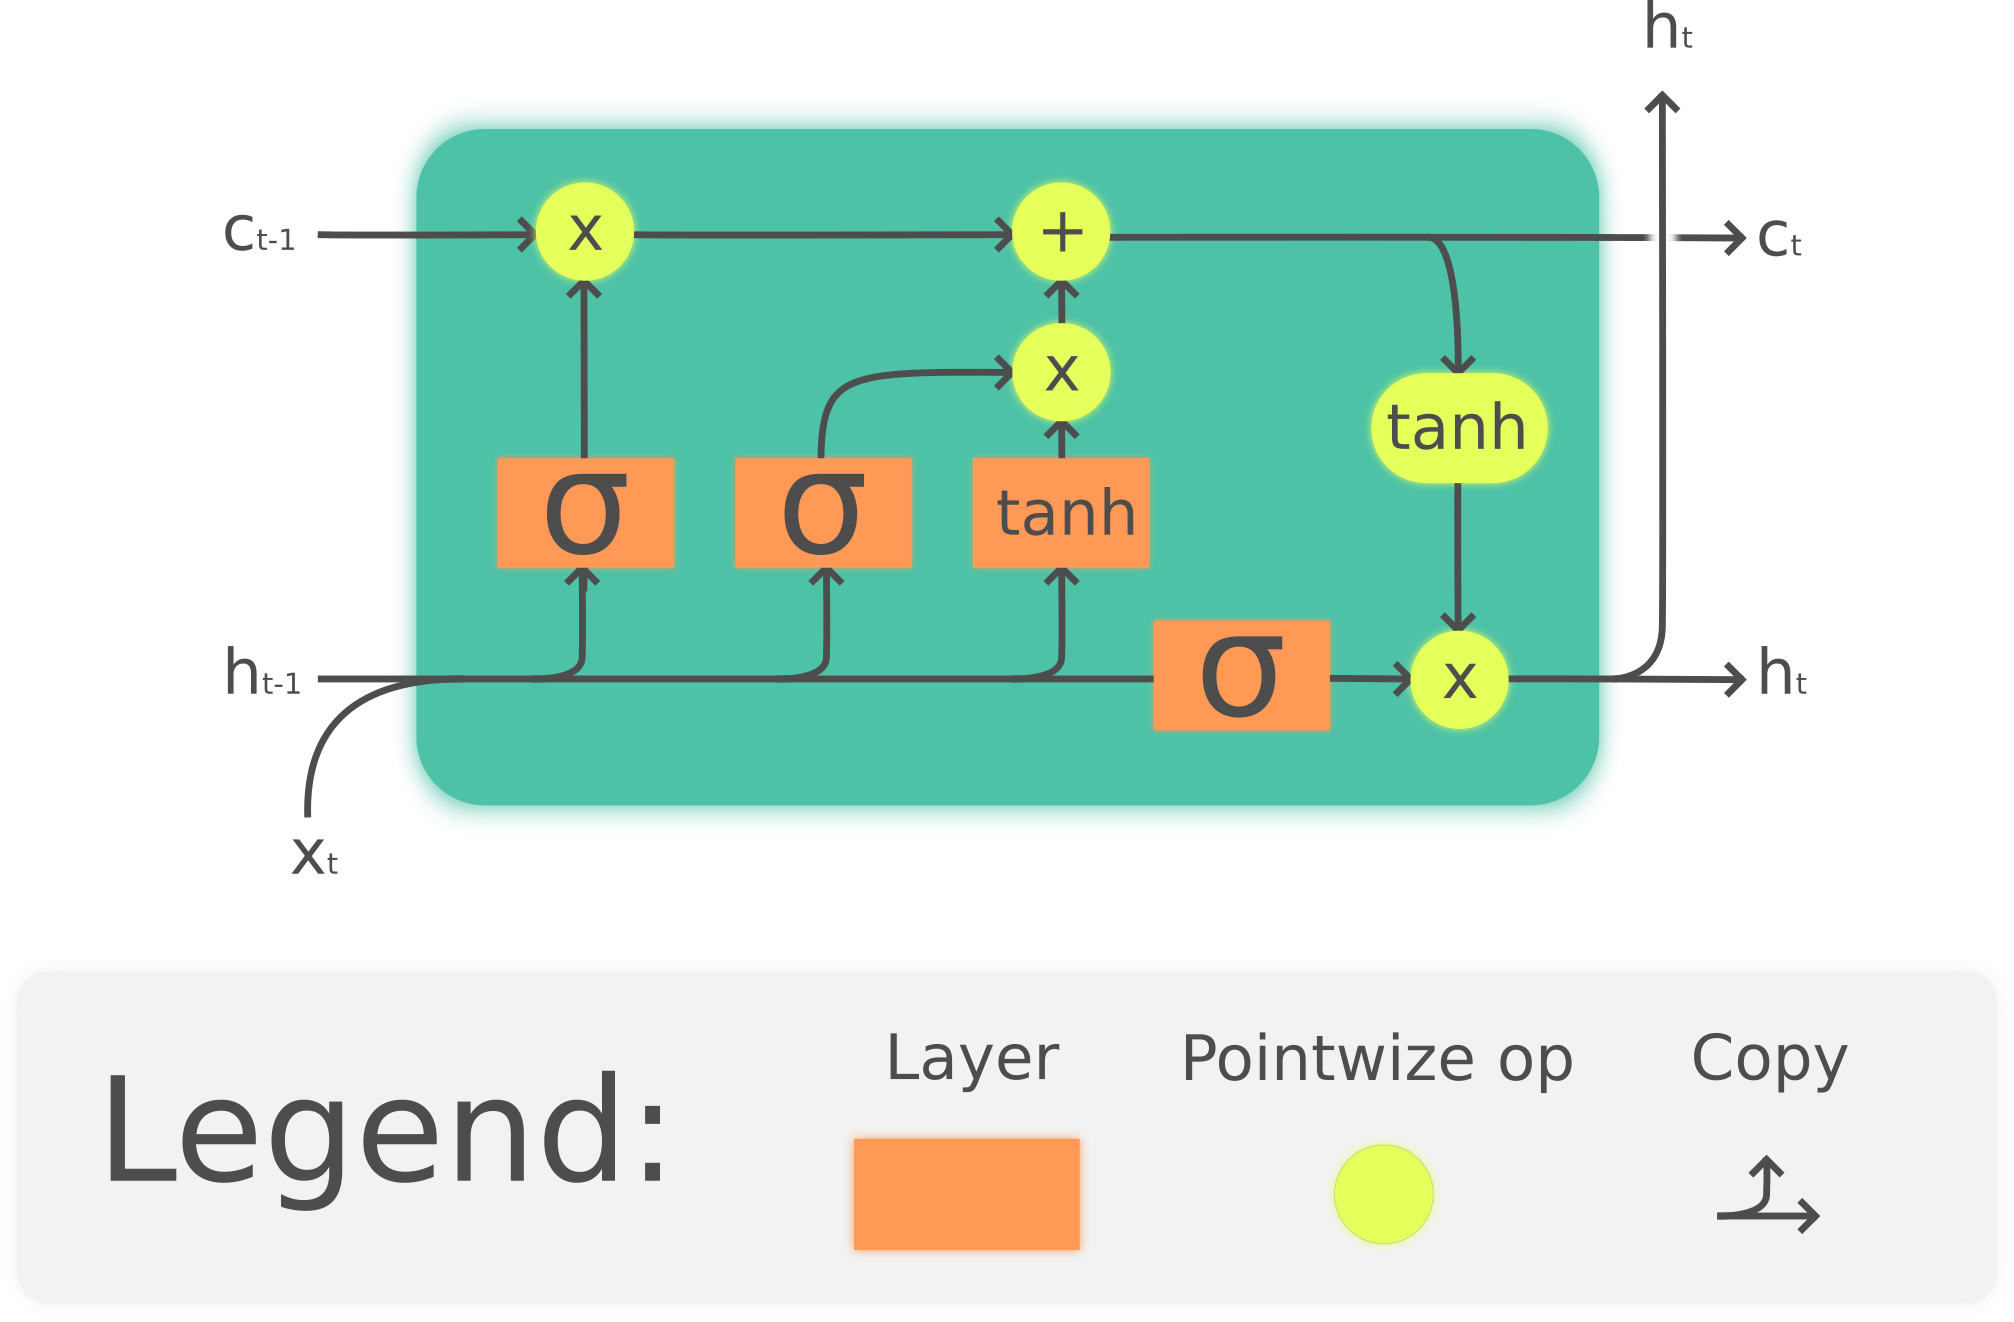 ht
x
+
ct-1
ct
x
tanh
σ
σ
tanh
σ
x
ht-1
ht
xt
Layer
Pointwize op
Copy
Legend: